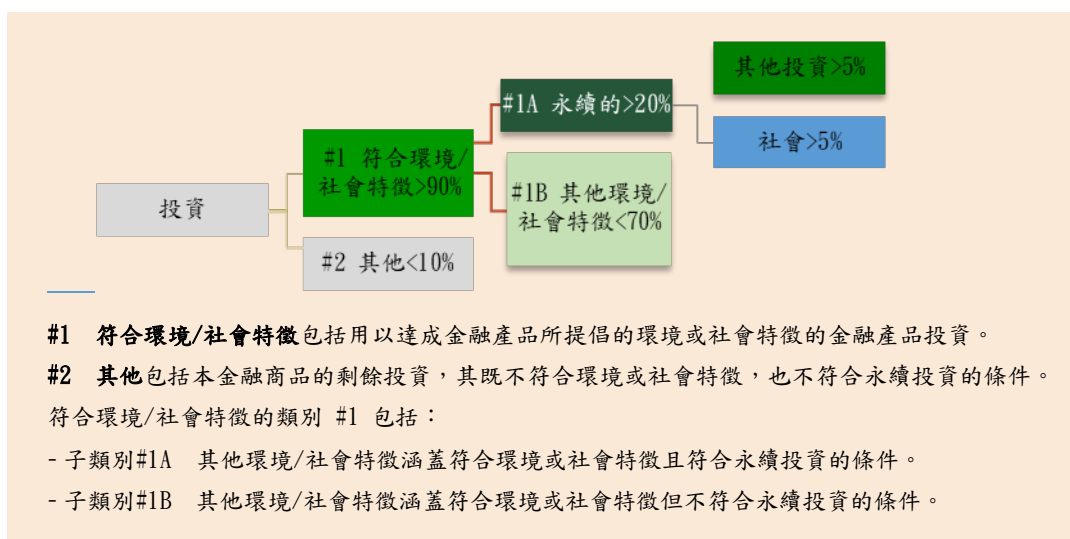 投資
#1 符合環境/
社會特徵>90%
#2 其他<10%
#1A 永續的>20%
#1B 其他環境/
社會特徵<70%
其他投資>5%
社會>5%
#1 符合環境/社會特徵包括用以達成金融產品所提倡的環境或社會特徵的金融產品投資。
#2 其他包括本金融商品的剩餘投資，其既不符合環境或社會特徵，也不符合永續投資的條件。
符合環境/社會特徵的類別 #1 包括：
- 子類別#1A 其他環境/社會特徵涵蓋符合環境或社會特徵且符合永續投資的條件。
- 子類別#1B 其他環境/社會特徵涵蓋符合環境或社會特徵但不符合永續投資的條件。